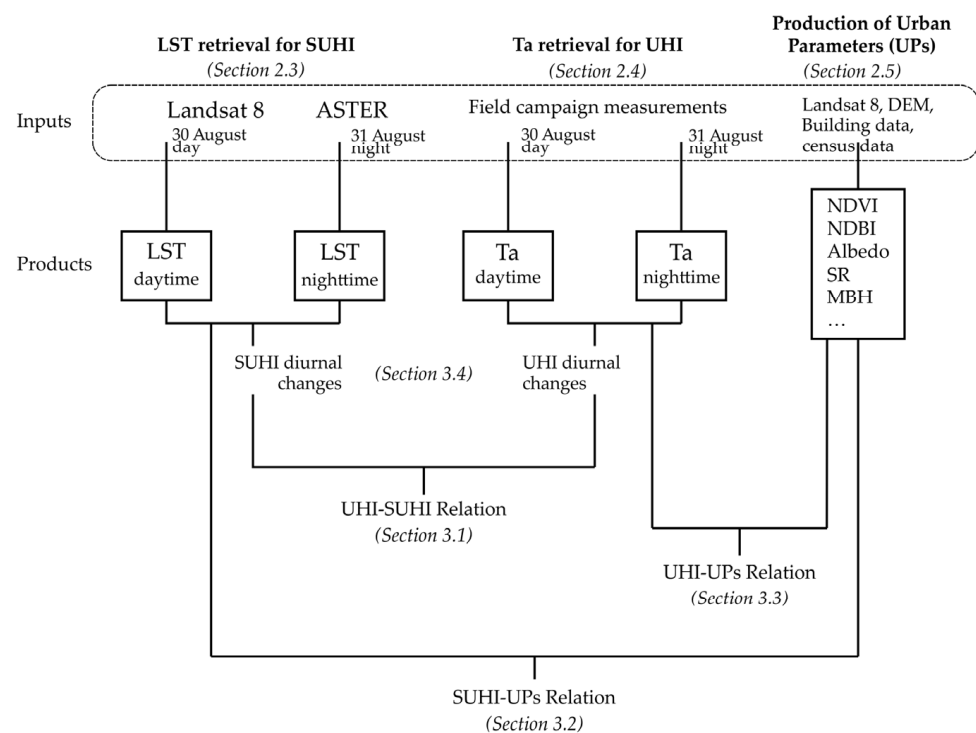 LST retrieval for SUHI
(Section 2.3)
Ta retrieval for UHI
(Section 2.4)
Production of Urban
Parameters (UPs)
(Section 2.5)
Inputs
Landsat 8
30 August
day
ASTER
31 August
night
Field campaign measurements
30 August
day
31 August
night
Landsat 8, DEM,
Building data,
census data
Products
LST
daytime
LST
nighttime
Ta
daytime
Ta
nighttime
NDVI
NDBI
Albedo
SR
MBH
...
SUHI diurnal
changes
(Section 3.4)
UHI diurnal
changes
UHI-SUHI Relation
(Section 3.1)
UHI-UPs Relation
(Section 3.3)
SUHI-UPs Relation
(Section 3.2)